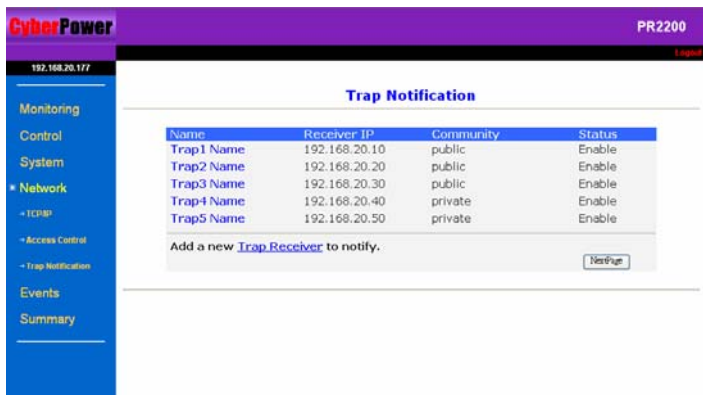 CyberPower
PR2200
Logout
192.168.20.177
Monitoring
Control
System
Network
TCP/IP
Access Control
Trap Notification
Events
Summary
Trap Notification
Name Receiver IP Community Status
Trap1 Name 192.168.20.10 public Enable
Trap2 Name 192.168.20.20 public Enable
Trap3 Name 192.168.20.30 public Enable
Trap4 Name 192.168.20.40 private Enable
Trap5 Name 192.168.20.50 private Enable
Add a new Trap Receiver to notify.
NextPage